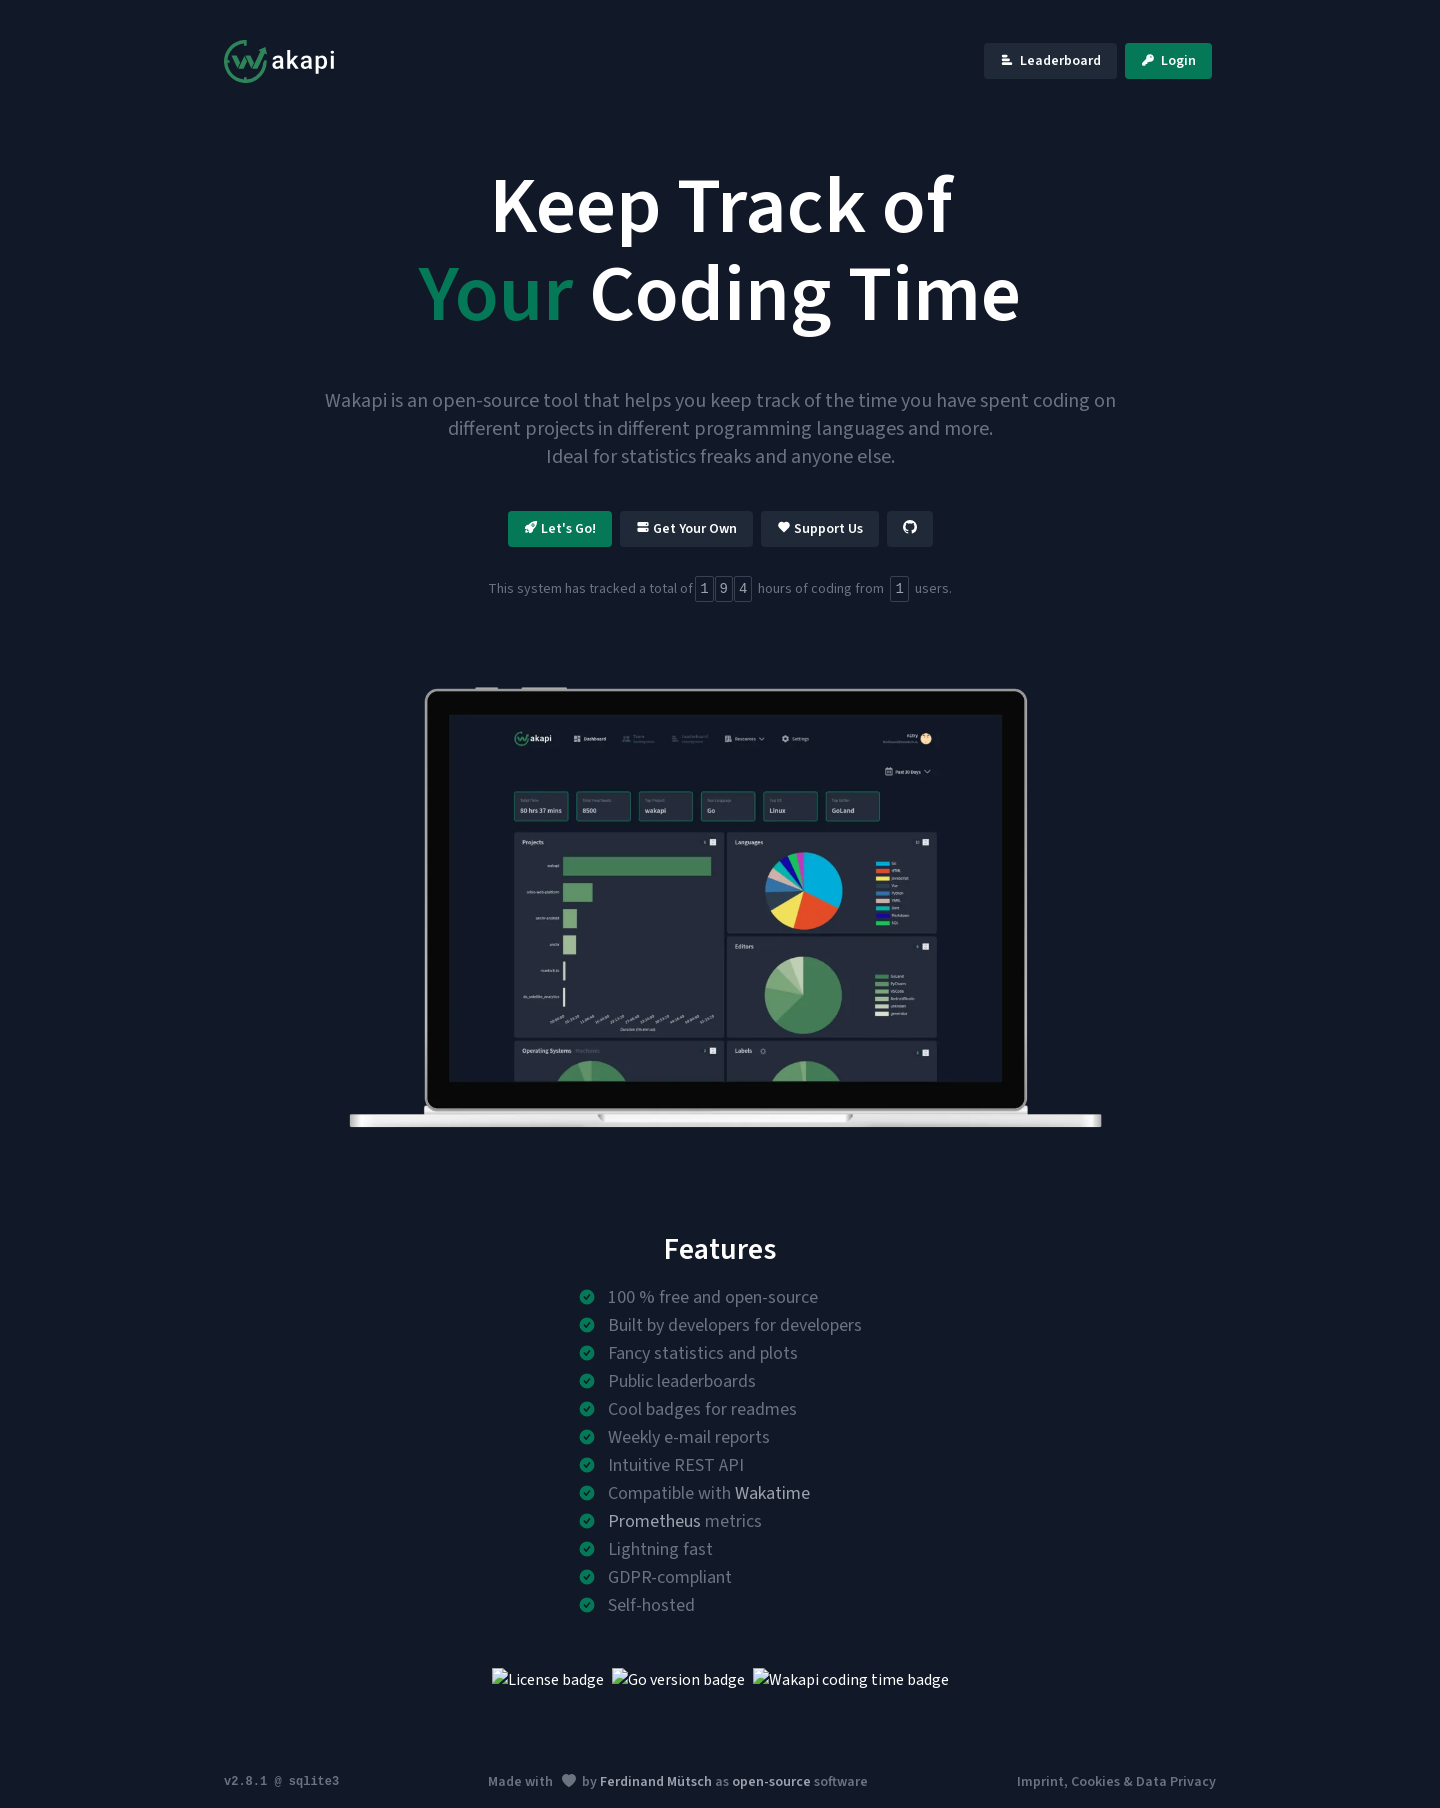 akapi
Leaderboard
Login
Keep Track of
Your Coding Time
Wakapi is an open-source tool that helps you keep track of the time you have spent coding on
different projects in different programming languages and more.
Ideal for statistics freaks and anyone else.
Let's Go!
Get Your Own
Support Us
This system has tracked a total of 1 9 4 hours of coding from 1 users.
akapi
Dashboard
Resources
Settings
Past 30 Days
80 hrs 37 mins
8500
wakapi
Go
Linux
GoLand
Projects
Languages
Editors
Operating Systems
Labels
Features
100 % free and open-source
Built by developers for developers
Fancy statistics and plots
Public leaderboards
Cool badges for readmes
Weekly e-mail reports
Intuitive REST API
Compatible with Wakatime
Prometheus metrics
Lightning fast
GDPR-compliant
Self-hosted
License badge
Go version badge
Wakapi coding time badge
v2.8.1 @ sqlite3
Made with by Ferdinand Mütsch as open-source software
Imprint, Cookies & Data Privacy